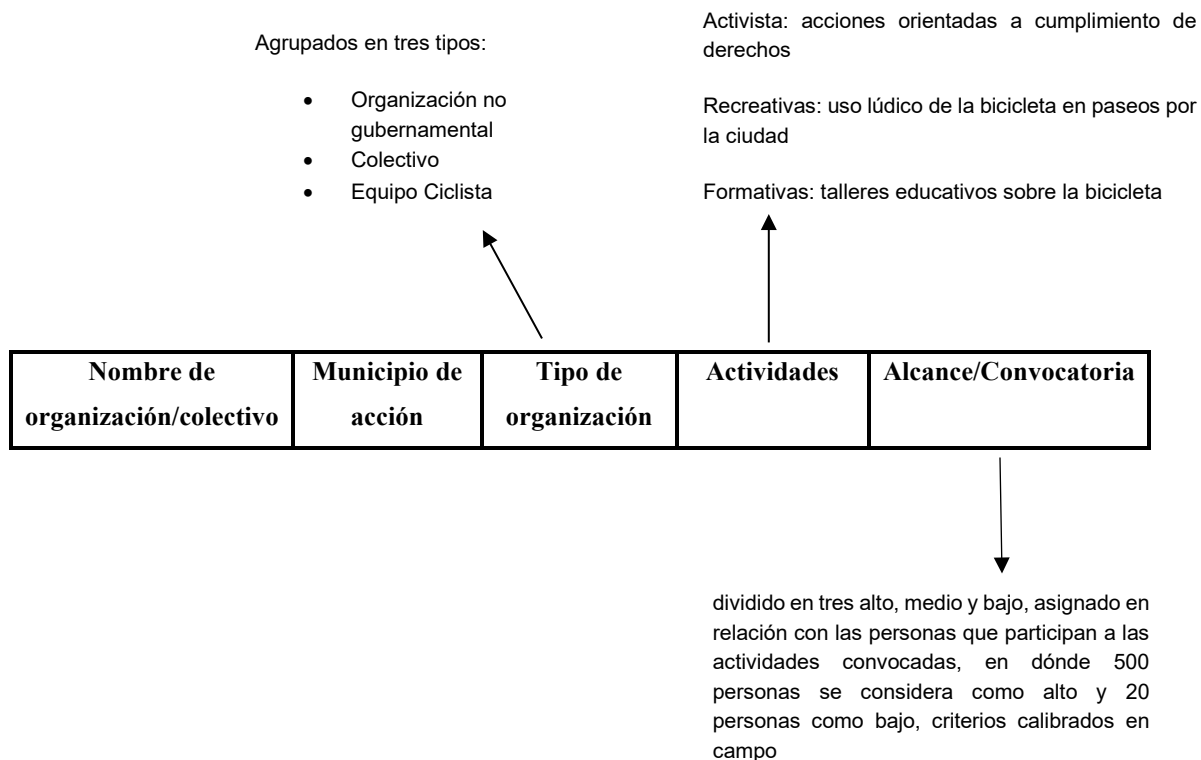 Agrupados en tres tipos:
• Organización no
gubernamental
• Colectivo
• Equipo Ciclista
Activista: acciones orientadas a cumplimiento de
derechos
Recreativas: uso lúdico de la bicicleta en paseos por
la ciudad
Formativas: talleres educativos sobre la bicicleta
Nombre de
organización/colectivo
Municipio de
acción
Tipo de
organización
Actividades
Alcance/Convocatoria
dividido en tres alto, medio y bajo, asignado en
relación con las personas que participan a las
actividades convocadas, en dónde 500
personas se considera como alto y 20
personas como bajo, criterios calibrados en
campo